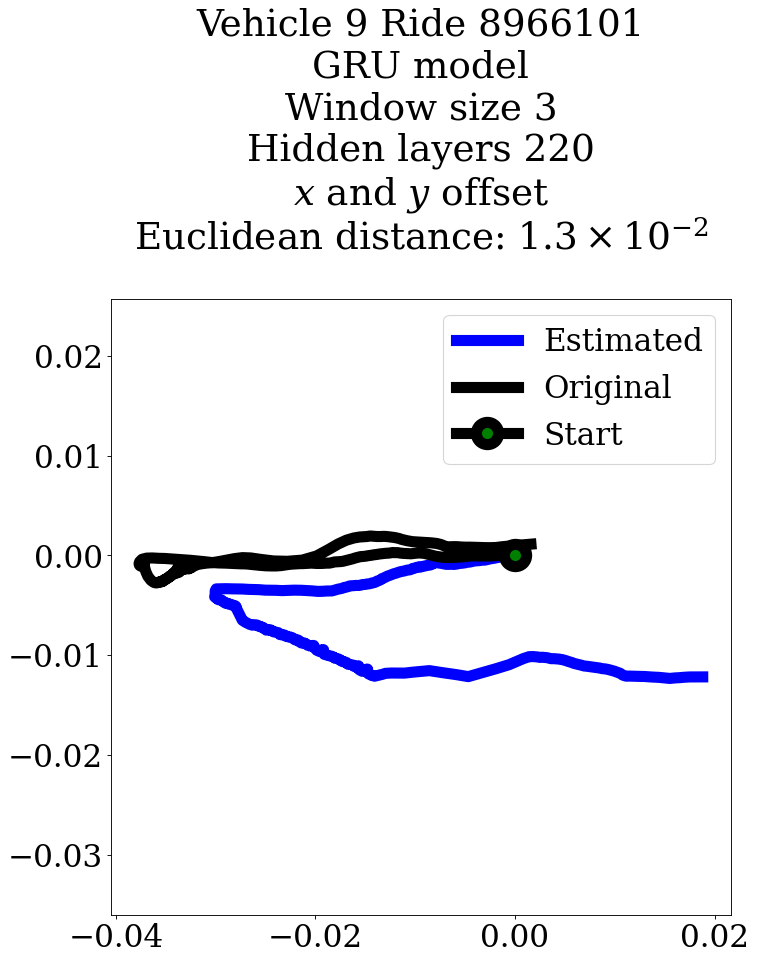 Vehicle 9 Ride 8966101
GRU model
Window size 3
Hidden layers 220
x and y offset
Euclidean distance: 1.3 × 10⁻²
Estimated
Original
Start
0.02
0.01
0.00
−0.01
−0.02
−0.03
−0.04 −0.02 0.00 0.02